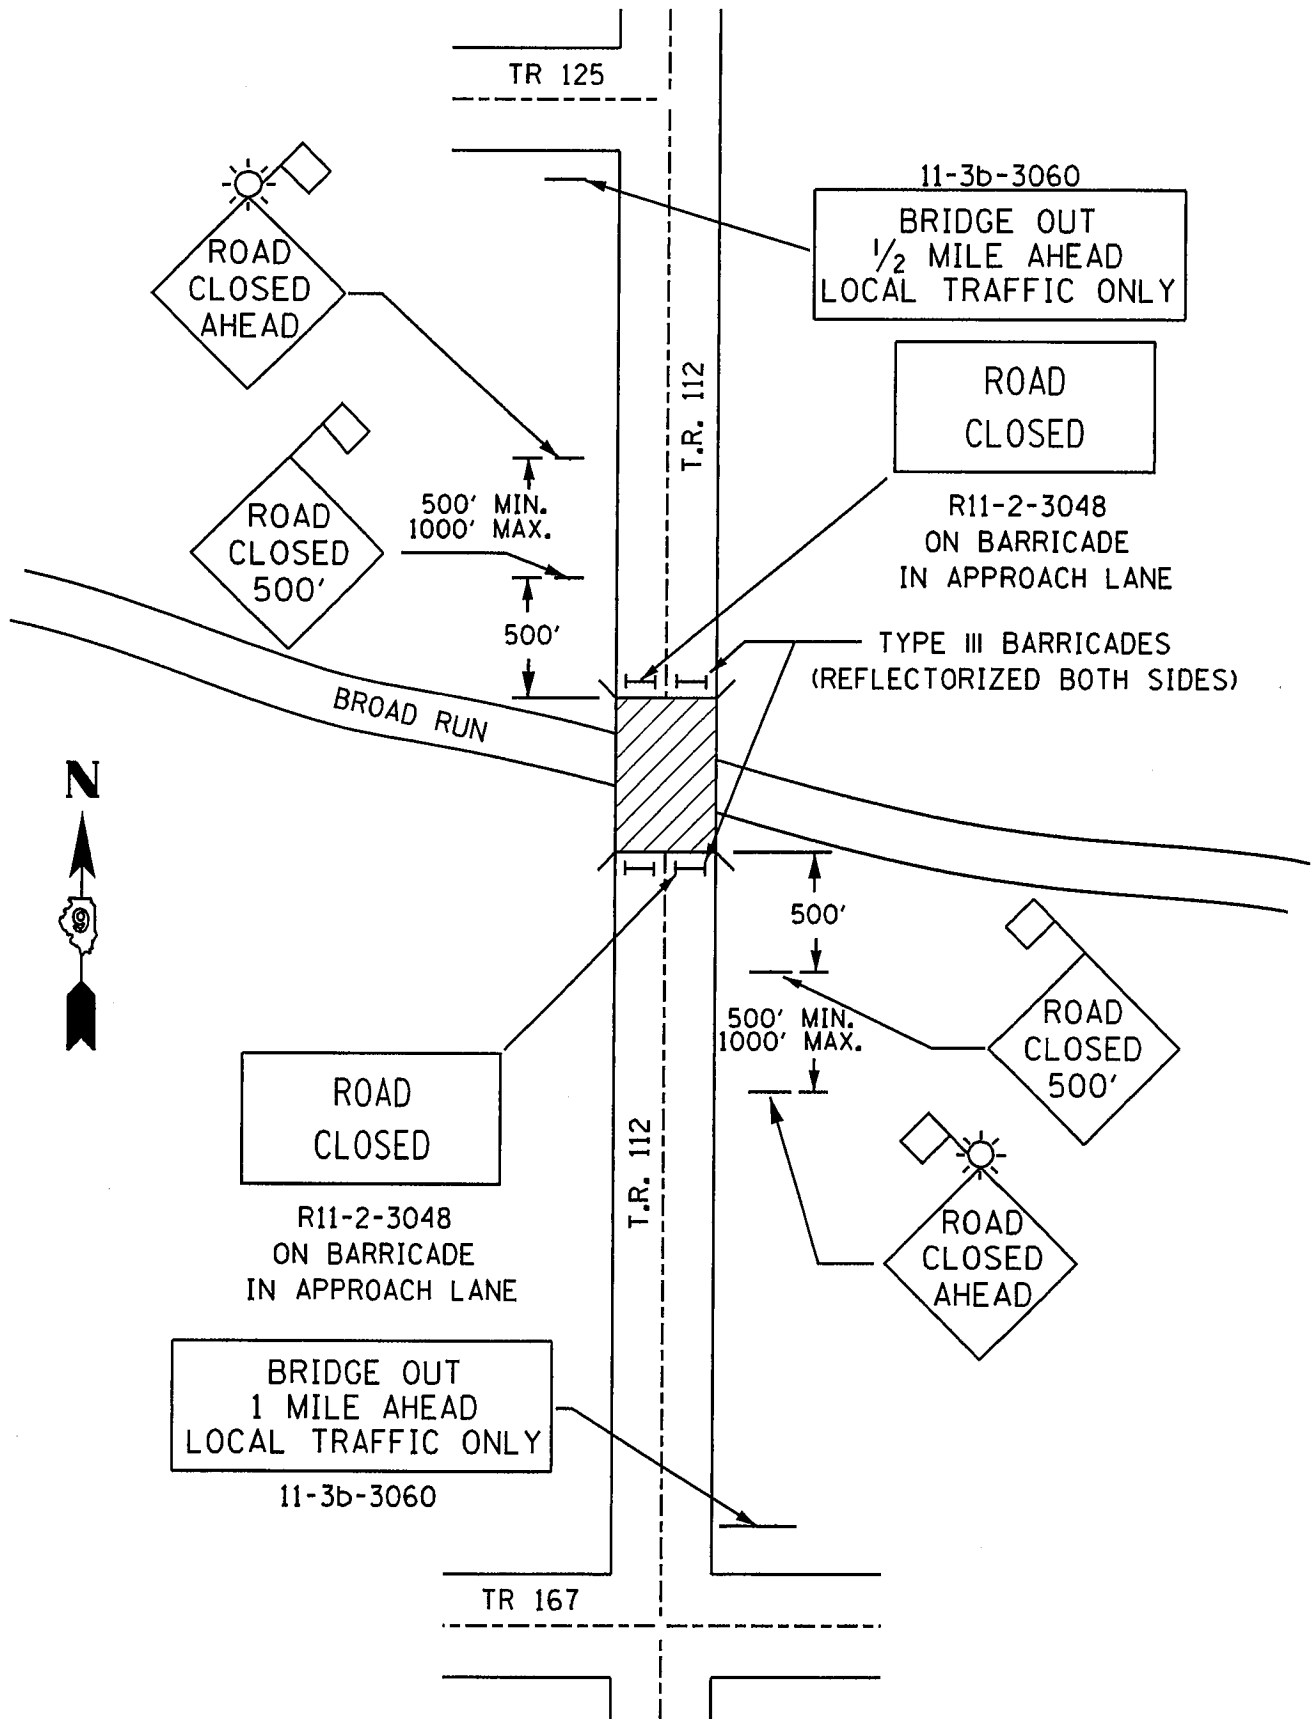 TR 125
11-3b-3060
BRIDGE OUT
1/2 MILE AHEAD
LOCAL TRAFFIC ONLY
ROAD
CLOSED
AHEAD
ROAD
CLOSED
R11-2-3048
ON BARRICADE
IN APPROACH LANE
T.R. 112
500' MIN.
1000' MAX.
ROAD
CLOSED
500'
500'
TYPE III BARRICADES
(REFLECTORIZED BOTH SIDES)
BROAD RUN
N
9
500'
ROAD
CLOSED
500'
500' MIN.
1000' MAX.
ROAD
CLOSED
R11-2-3048
ON BARRICADE
IN APPROACH LANE
T.R. 112
ROAD
CLOSED
AHEAD
BRIDGE OUT
1 MILE AHEAD
LOCAL TRAFFIC ONLY
11-3b-3060
TR 167